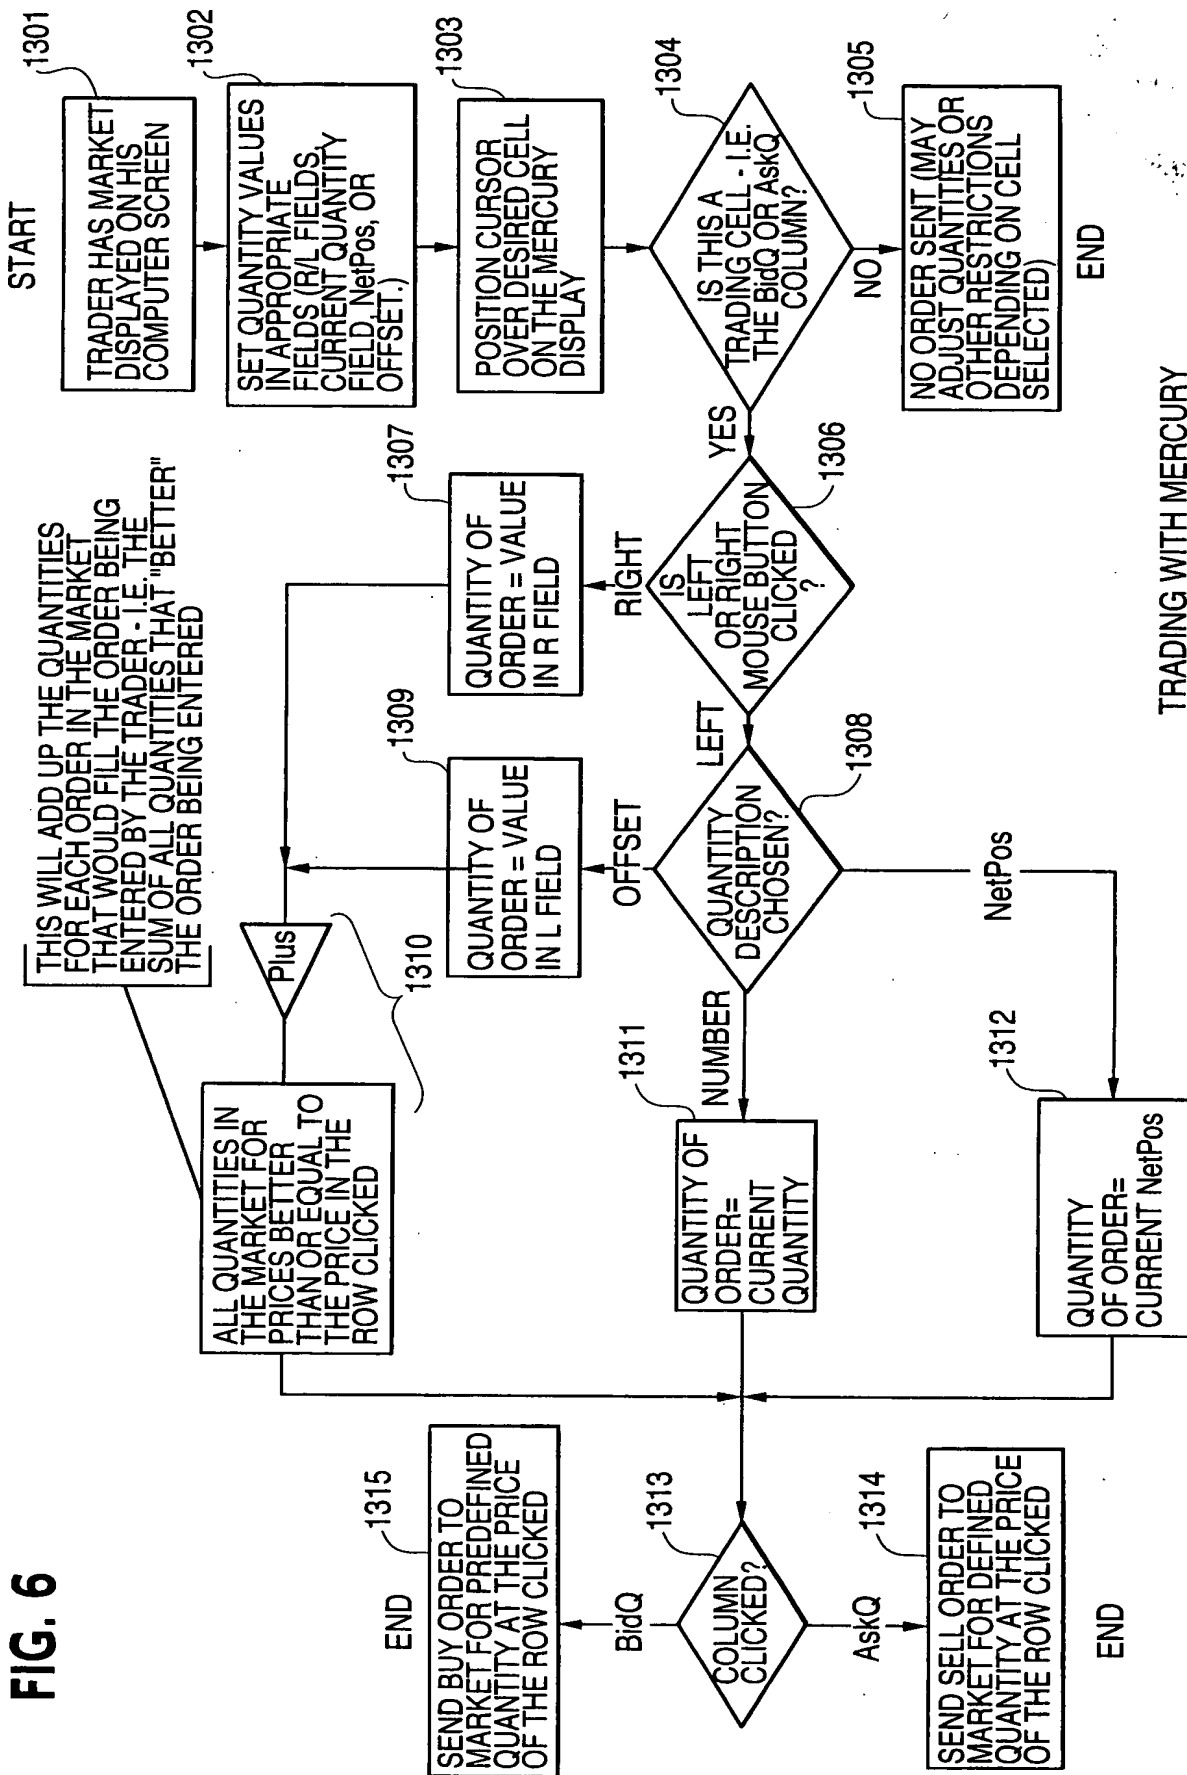 FIG. 6
START
1301
TRADER HAS MARKET
DISPLAYED ON HIS
COMPUTER SCREEN
1302
SET QUANTITY VALUES
IN APPROPRIATE
FIELDS (R/L FIELDS,
CURRENT QUANTITY
FIELD, NetPos, OR
OFFSET.)
1303
POSITION CURSOR
OVER DESIRED CELL
ON THE MERCURY
DISPLAY
1304
IS THIS A
TRADING CELL - I.E.
THE BidQ OR AskQ
COLUMN?
NO
1305
NO ORDER SENT (MAY
ADJUST QUANTITIES OR
OTHER RESTRICTIONS
DEPENDING ON CELL
SELECTED)
END
YES
1306
IS
LEFT
OR RIGHT
MOUSE BUTTON
CLICKED
?
RIGHT
1307
QUANTITY OF
ORDER = VALUE
IN R FIELD
LEFT
1308
QUANTITY
DESCRIPTION
CHOSEN?
OFFSET
1309
QUANTITY OF
ORDER = VALUE
IN L FIELD
Plus
1310
ALL QUANTITIES IN
THE MARKET FOR
PRICES BETTER
THAN OR EQUAL TO
THE PRICE IN THE
ROW CLICKED
THIS WILL ADD UP THE QUANTITIES
FOR EACH ORDER IN THE MARKET
THAT WOULD FILL THE ORDER BEING
ENTERED BY THE TRADER - I.E. THE
SUM OF ALL QUANTITIES THAT "BETTER"
THE ORDER BEING ENTERED
NUMBER
1311
QUANTITY OF
ORDER=
CURRENT
QUANTITY
NetPos
1312
QUANTITY
OF ORDER=
CURRENT NetPos
1313
COLUMN
CLICKED?
BidQ
1315
SEND BUY ORDER TO
MARKET FOR PREDEFINED
QUANTITY AT THE PRICE
OF THE ROW CLICKED
END
AskQ
1314
SEND SELL ORDER TO
MARKET FOR DEFINED
QUANTITY AT THE PRICE
OF THE ROW CLICKED
END
TRADING WITH MERCURY